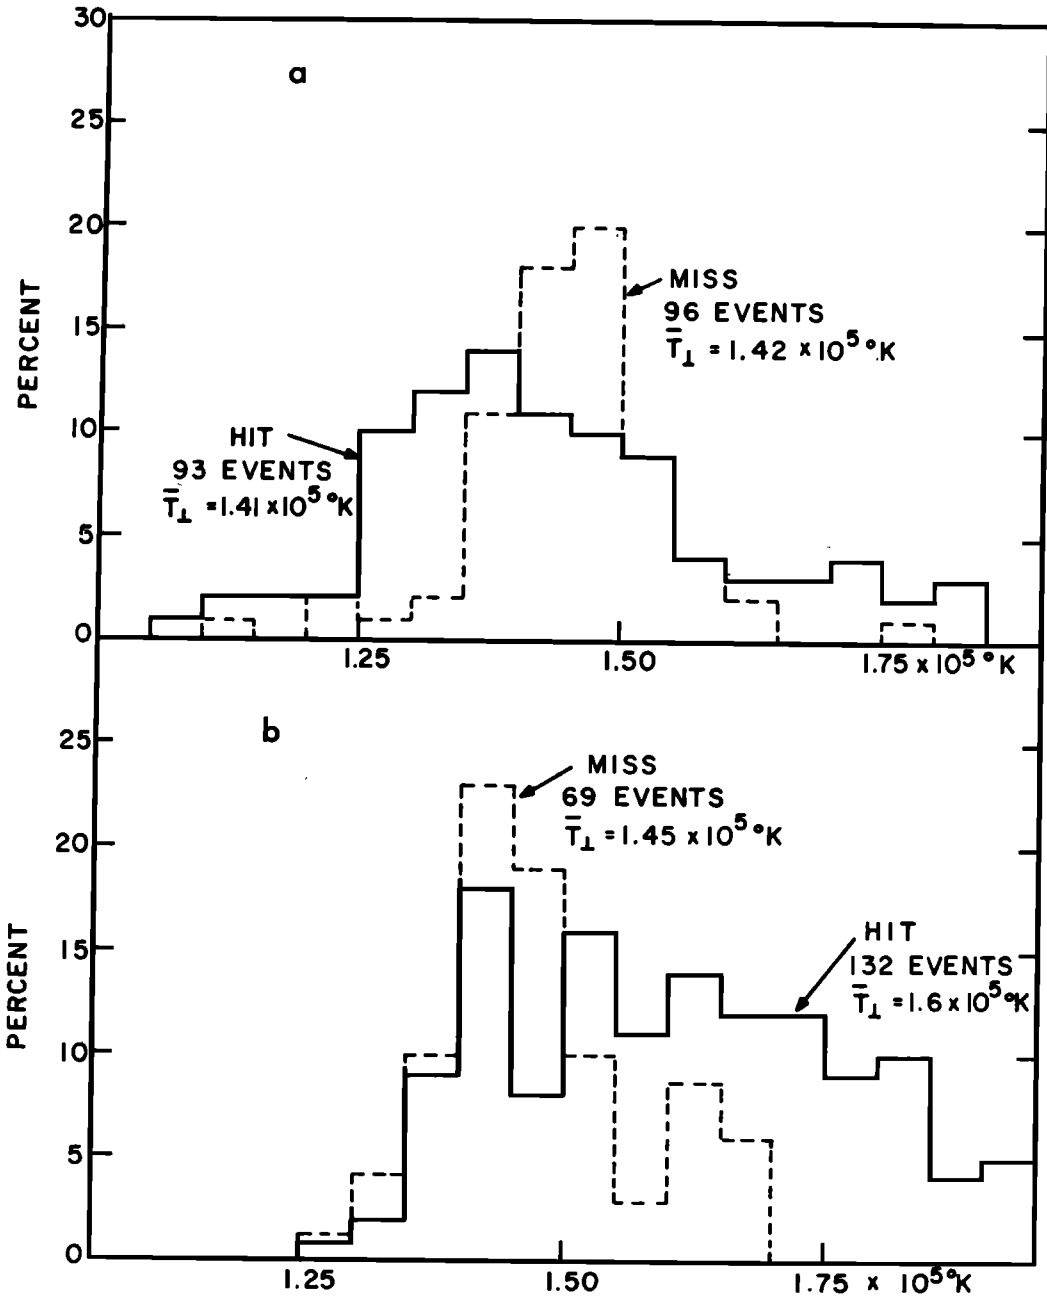 30
a
25
20
PERCENT
MISS
96 EVENTS
T̅⊥ = 1.42 × 10⁵ °K
15
10
HIT
93 EVENTS
T̅⊥ = 1.41 × 10⁵ °K
5
0
1.25 1.50 1.75 × 10⁵ °K
b
25
MISS
69 EVENTS
T̅⊥ = 1.45 × 10⁵ °K
20
PERCENT
15
HIT
132 EVENTS
T̅⊥ = 1.6 × 10⁵ °K
10
5
0
1.25 1.50 1.75 × 10⁵ °K